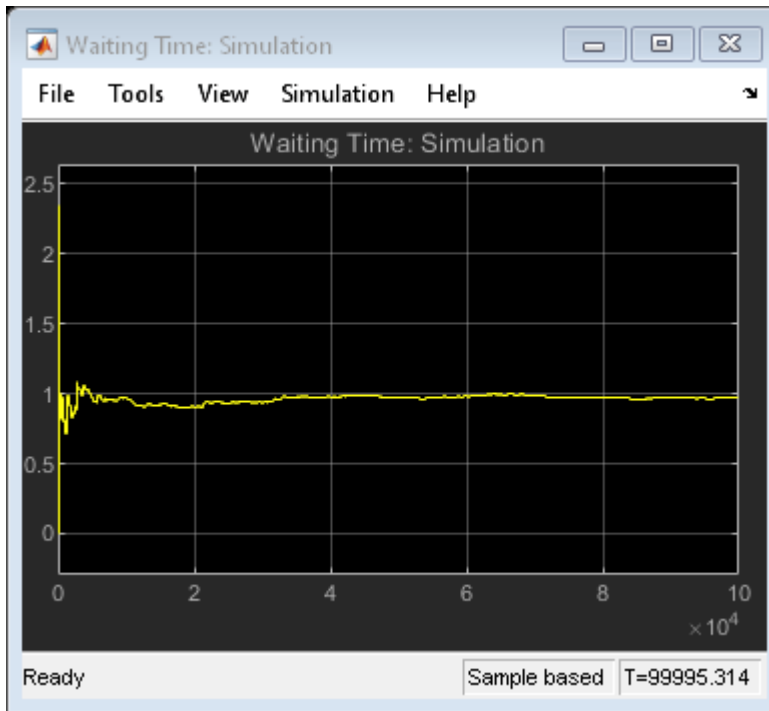 Waiting Time: Simulation
File Tools View Simulation Help
Waiting Time: Simulation
2.5
2
1.5
1
0.5
0
0 2 4 6 8 10
×10⁴
Ready Sample based T=99995.314